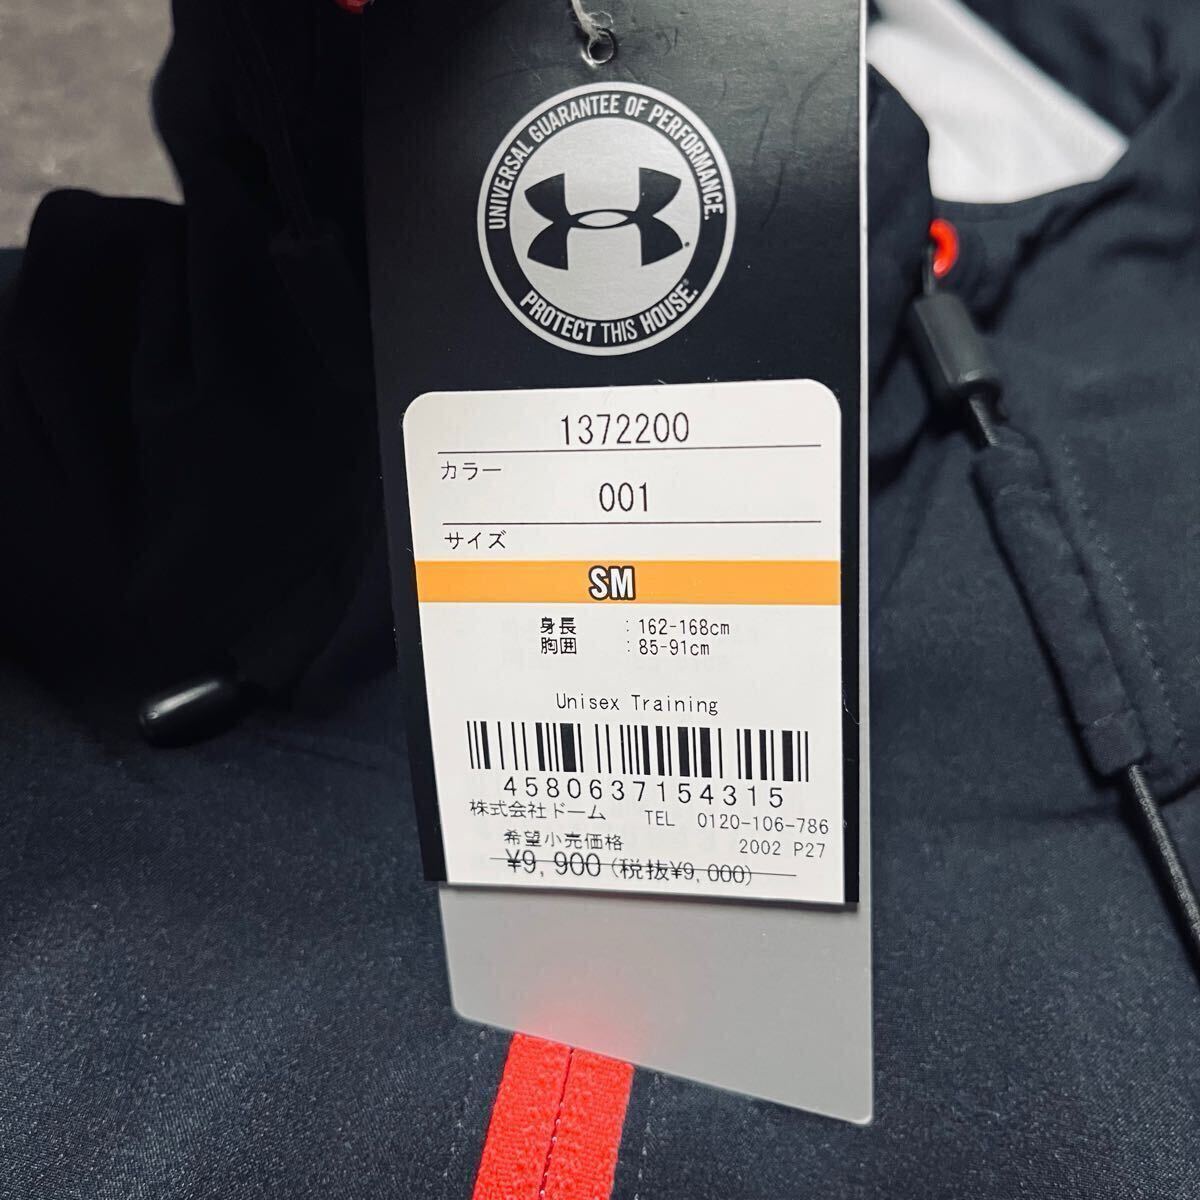 UNIVERSAL GUARANTEE OF PERFORMANCE.
PROTECT THIS HOUSE.
1372200
カラー
001
サイズ
SM
身長 : 162-168cm
胸囲 : 85-91cm
Unisex Training
4580637154315
株式会社ドーム TEL 0120-106-786
希望小売価格 2002 P27
¥9,900 (税抜¥9,000)